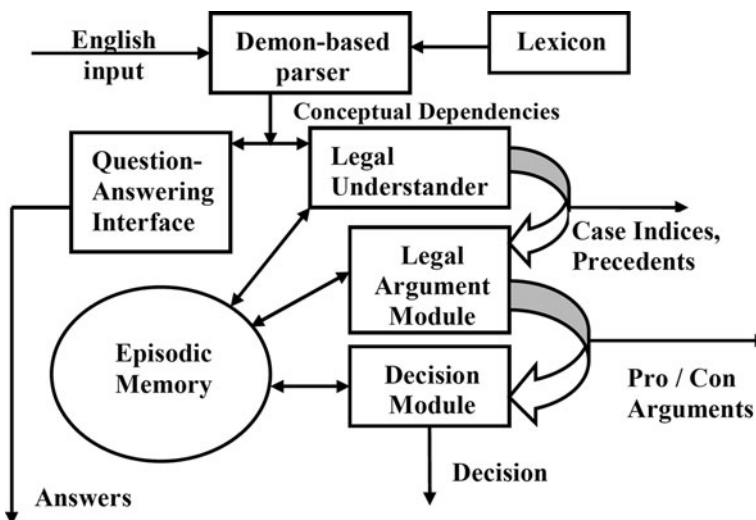 English
input
Demon-based
parser
Lexicon
Conceptual Dependencies
Question-
Answering
Interface
Legal
Understander
Case Indices,
Precedents
Legal
Argument
Module
Episodic
Memory
Decision
Module
Pro / Con
Arguments
Decision
Answers